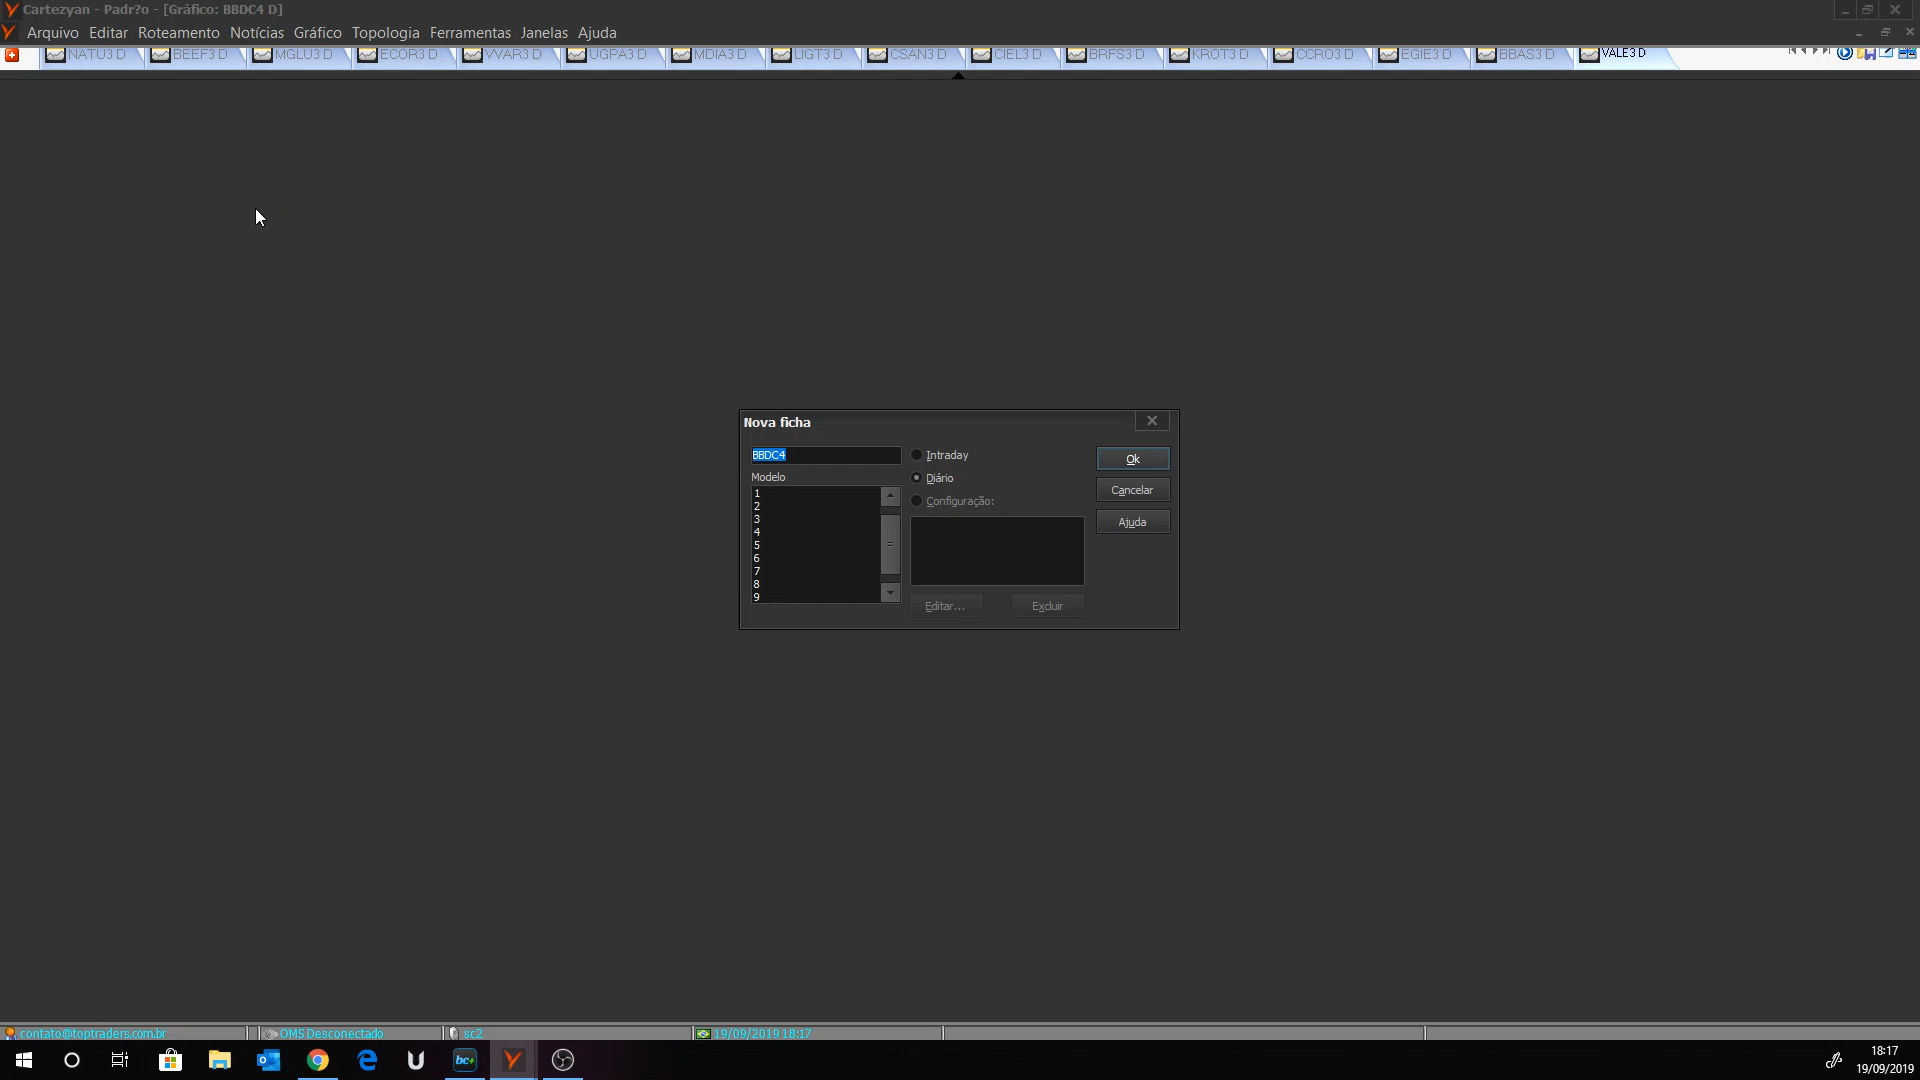 Cartezyan - Padr?o - [Gráfico: BBDC4 D]
Arquivo Editar Roteamento Notícias Gráfico Topologia Ferramentas Janelas Ajuda
NATU3 D BEEF3 D MGLU3 D ECOR3 D VVAR3 D UGPA3 D MDIA3 D LIGT3 D CSAN3 D CIEL3 D BRFS3 D KROT3 D CCRO3 D EGIE3 D BBAS3 D VALE3 D
Nova ficha
BBDC4
Intraday
Ok
Modelo
Diário
1
Cancelar
2
Configuração:
3
Ajuda
4
5
6
7
8
9
Editar...
Excluir
contato@toptraders.com.br OMS Desconectado sc2 19/09/2019 18:17
bc+
18:17
19/09/2019